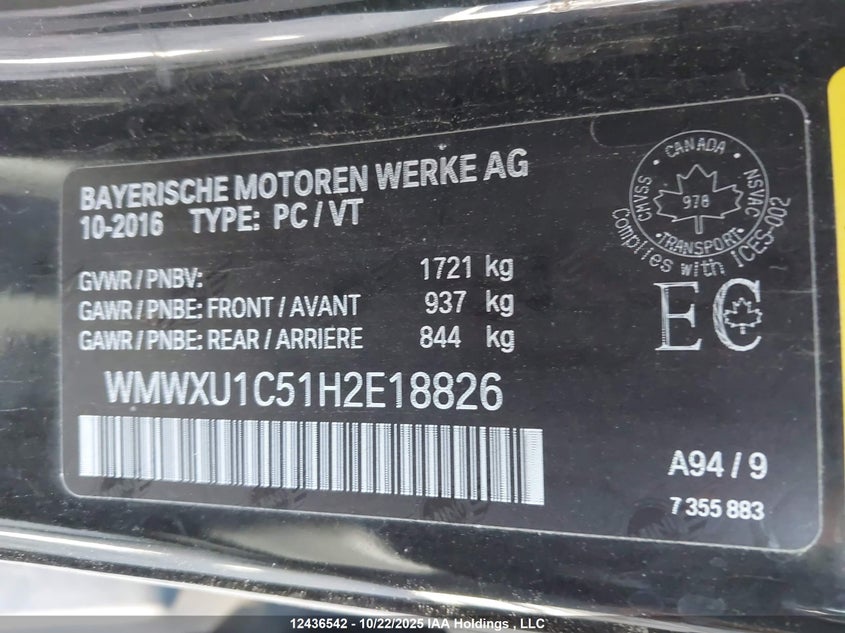 BAYERISCHE MOTOREN WERKE AG
10-2016 TYPE: PC / VT
GVWR / PNBV: 1721 kg
GAWR / PNBE: FRONT / AVANT 937 kg
GAWR / PNBE: REAR / ARRIERE 844 kg
WMWXU1C51H2E18826
CANADA
CMVSS
978
NSVAC
TRANSPORT
Complies with ICES-002
EC
A94 / 9
7 355 883
12436542 - 10/22/2025 IAA Holdings , LLC